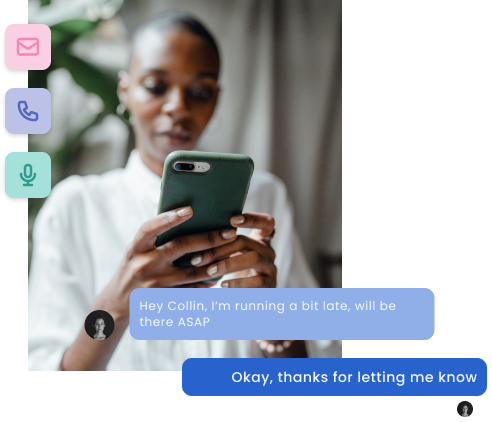 Hey Collin, I’m running a bit late, will be
there ASAP
Okay, thanks for letting me know